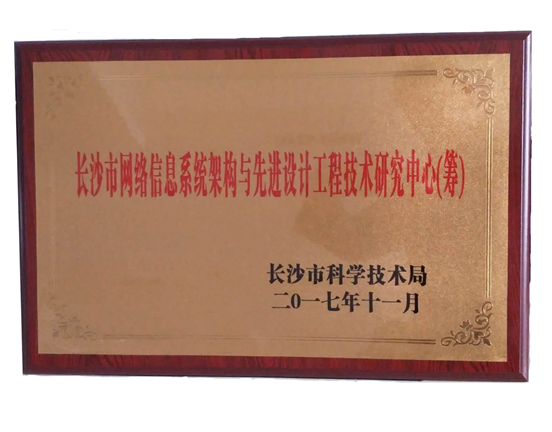 长沙市网络信息系统架构与先进设计工程技术研究中心(筹)
长沙市科学技术局
二0一七年十一月